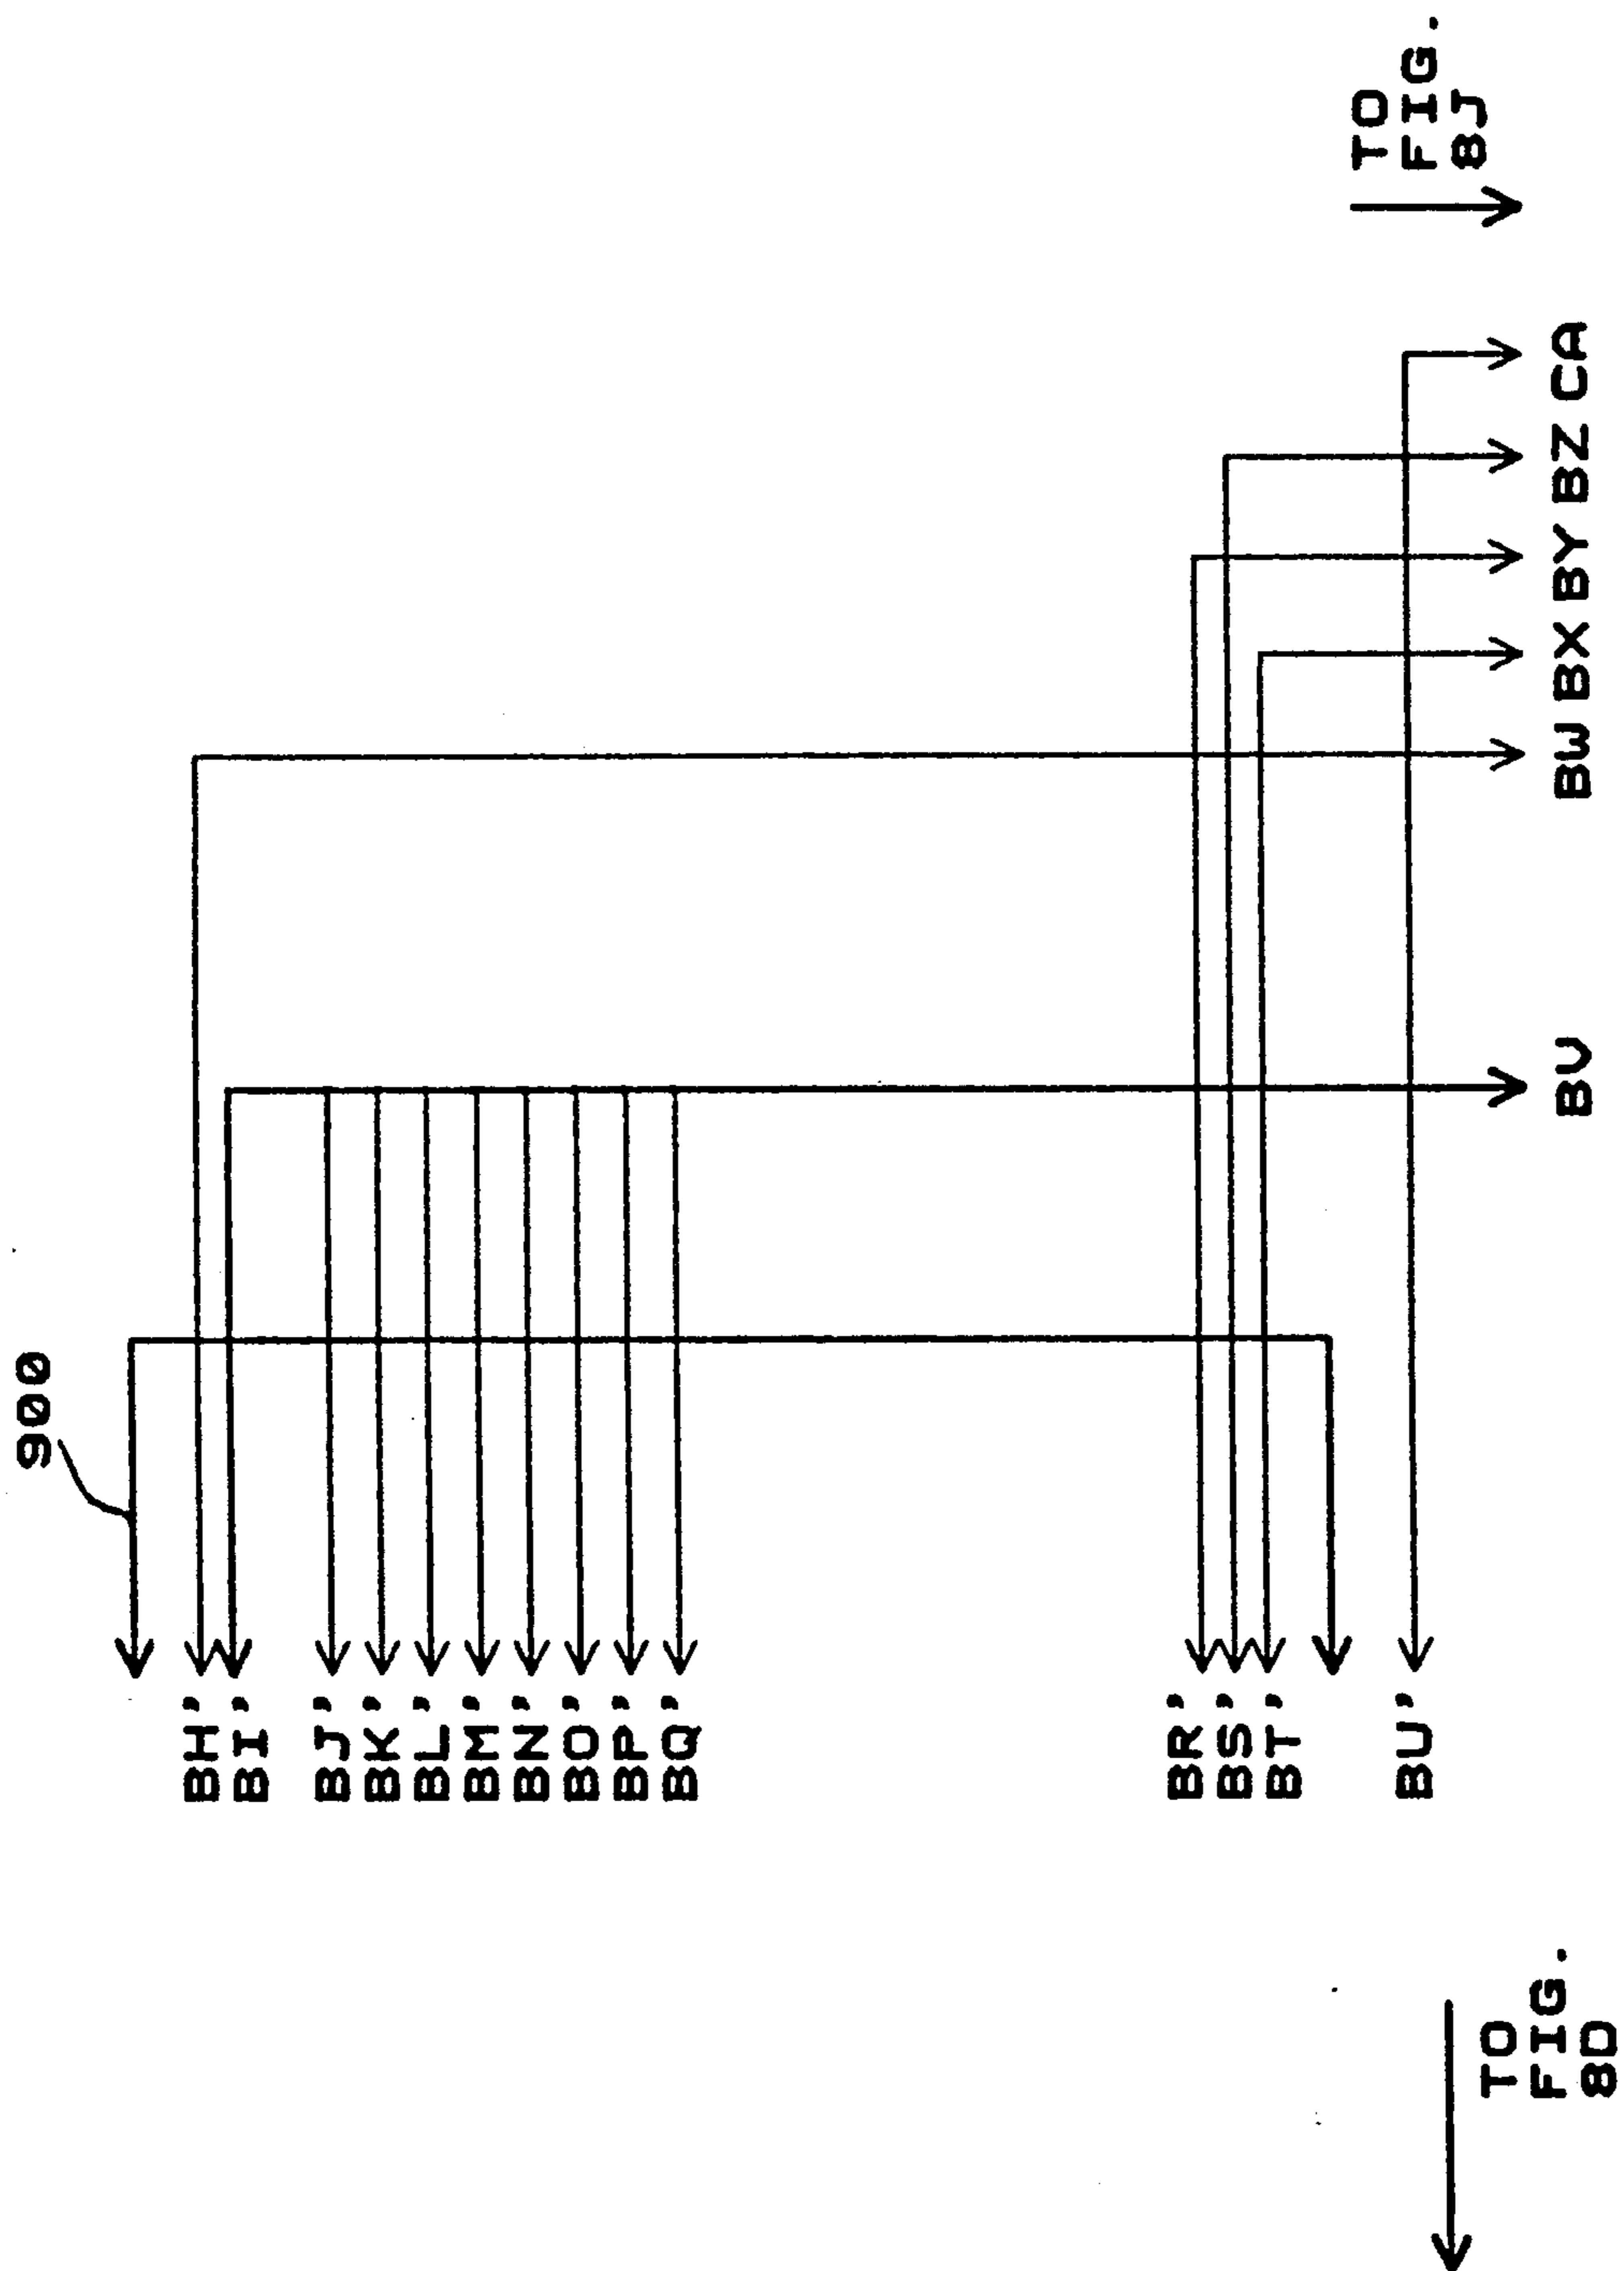 900
BH'
BI'
BJ'
BK'
BL'
BM'
BN'
BO'
BP'
BQ'
BR'
BS'
BT'
BU'
BV
BW BX BY BZ CA
TO
FIG.
8J
TO
FIG.
8D